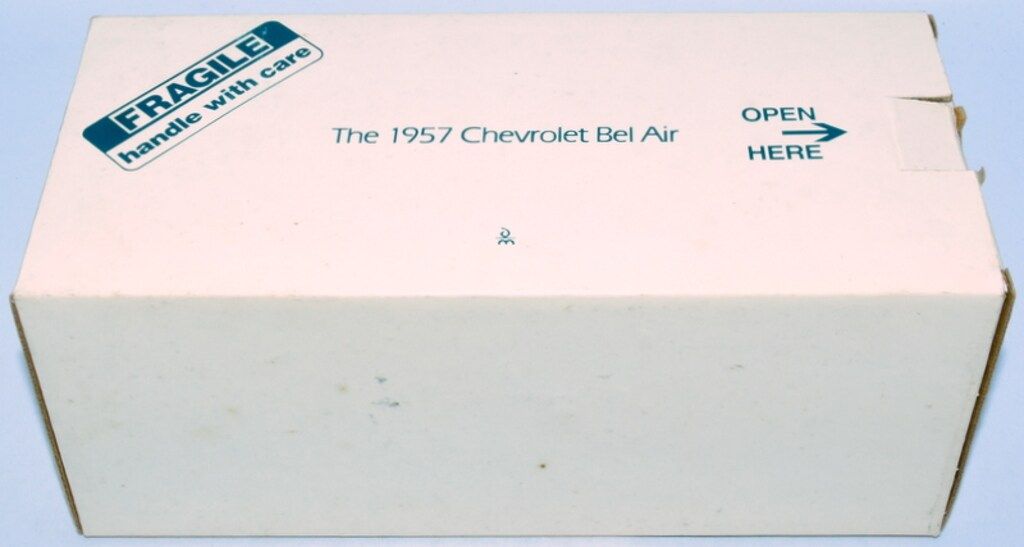 FRAGILE
handle with care
The 1957 Chevrolet Bel Air
OPEN
HERE